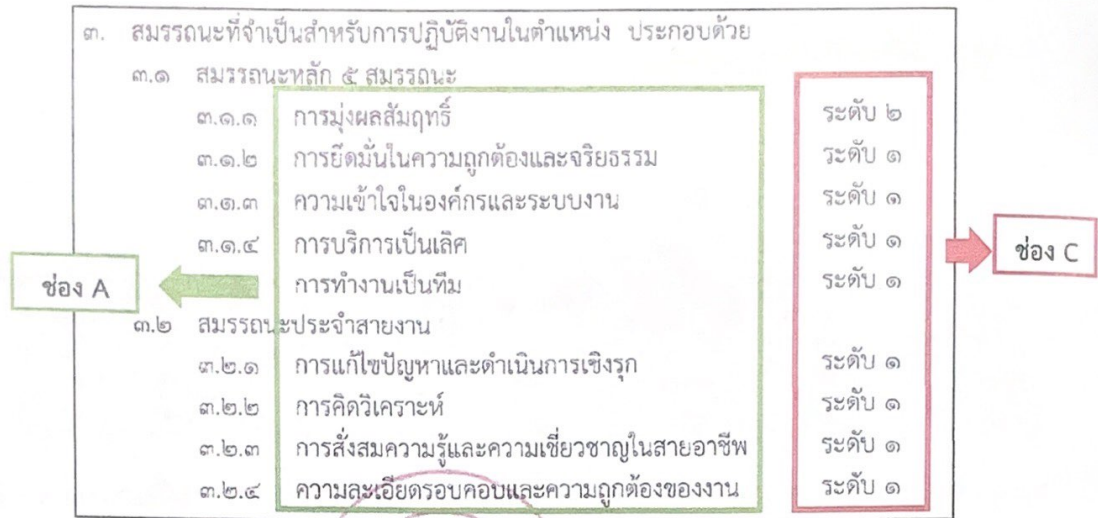 ๓. สมรรถนะที่จำเป็นสำหรับการปฏิบัติงานในตำแหน่ง ประกอบด้วย
๓.๑ สมรรถนะหลัก ๕ สมรรถนะ
๓.๑.๑ การมุ่งผลสัมฤทธิ์ ระดับ ๒
๓.๑.๒ การยึดมั่นในความถูกต้องและจริยธรรม ระดับ ๑
๓.๑.๓ ความเข้าใจในองค์กรและระบบงาน ระดับ ๑
๓.๑.๔ การบริการเป็นเลิศ ระดับ ๑
ช่อง C
ช่อง A
การทำงานเป็นทีม ระดับ ๑
๓.๒ สมรรถนะประจำสายงาน
๓.๒.๑ การแก้ไขปัญหาและดำเนินการเชิงรุก ระดับ ๑
๓.๒.๒ การคิดวิเคราะห์ ระดับ ๑
๓.๒.๓ การสั่งสมความรู้และความเชี่ยวชาญในสายอาชีพ ระดับ ๑
๓.๒.๔ ความละเอียดรอบคอบและความถูกต้องของงาน ระดับ ๑